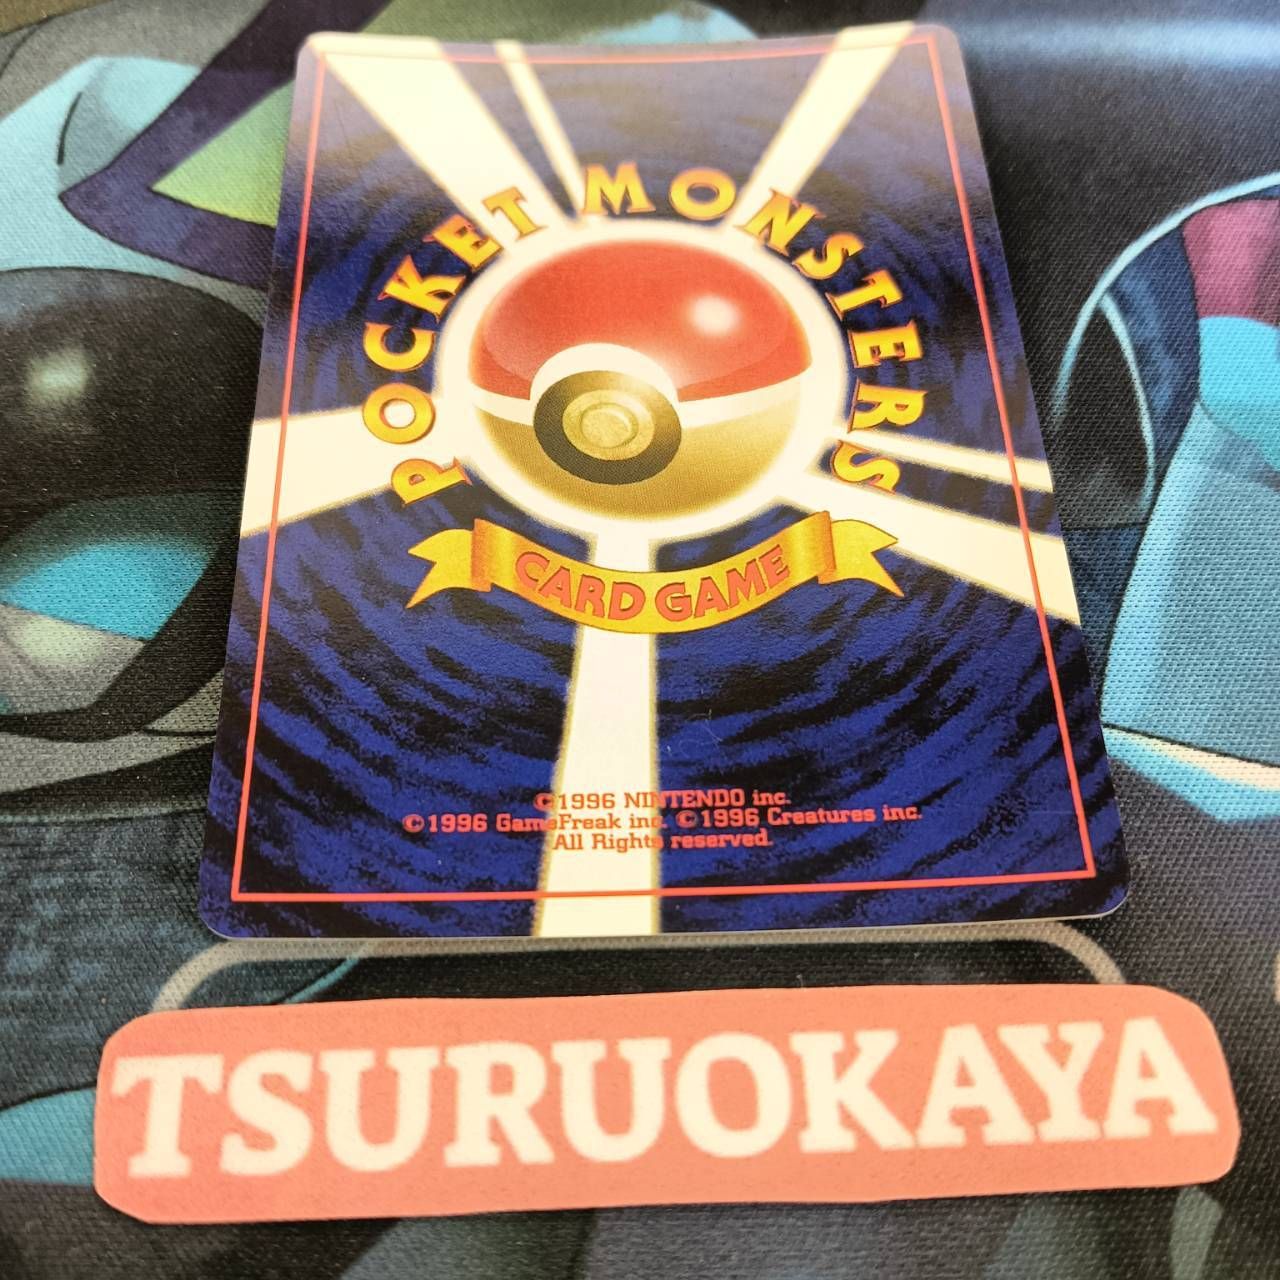 POCKET MONSTERS
CARD GAME
©1996 NINTENDO inc.
©1996 GameFreak inc. ©1996 Creatures inc.
All Rights reserved.
TSURUOKAYA